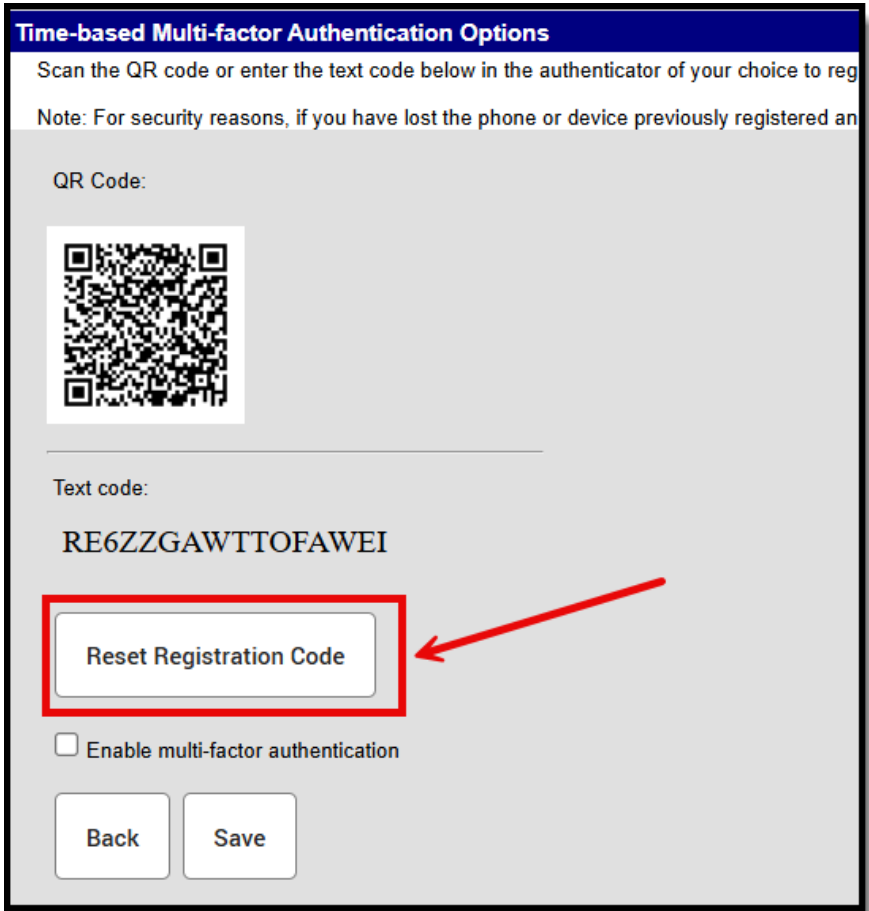 Time-based Multi-factor Authentication Options
Scan the QR code or enter the text code below in the authenticator of your choice to reg
Note: For security reasons, if you have lost the phone or device previously registered an
QR Code:
Text code:
RE6ZZGAWTTOFAWEI
Reset Registration Code
Enable multi-factor authentication
Back Save